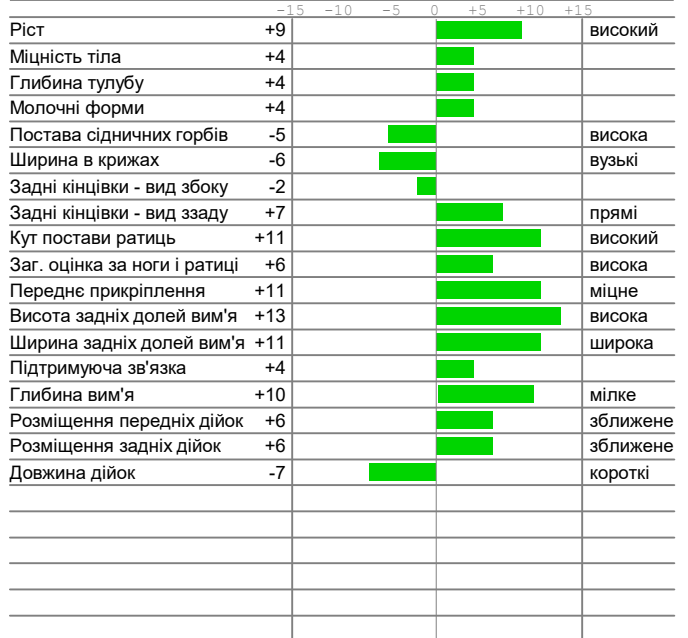 -15 -10 -5 0 +5 +10 +15
Ріст +9 високий
Міцність тіла +4
Глибина тулубу +4
Молочні форми +4
Постава сідничних горбів -5 висока
Ширина в крижах -6 вузькі
Задні кінцівки - вид збоку -2
Задні кінцівки - вид ззаду +7 прямі
Кут постави ратиць +11 високий
Заг. оцінка за ноги і ратиці +6 висока
Переднє прикріплення +11 міцне
Висота задніх долей вим'я +13 висока
Ширина задніх долей вим'я +11 широка
Підтримуюча зв'язка +4
Глибина вим'я +10 мілке
Розміщення передніх дійок +6 зближене
Розміщення задніх дійок +6 зближене
Довжина дійок -7 короткі